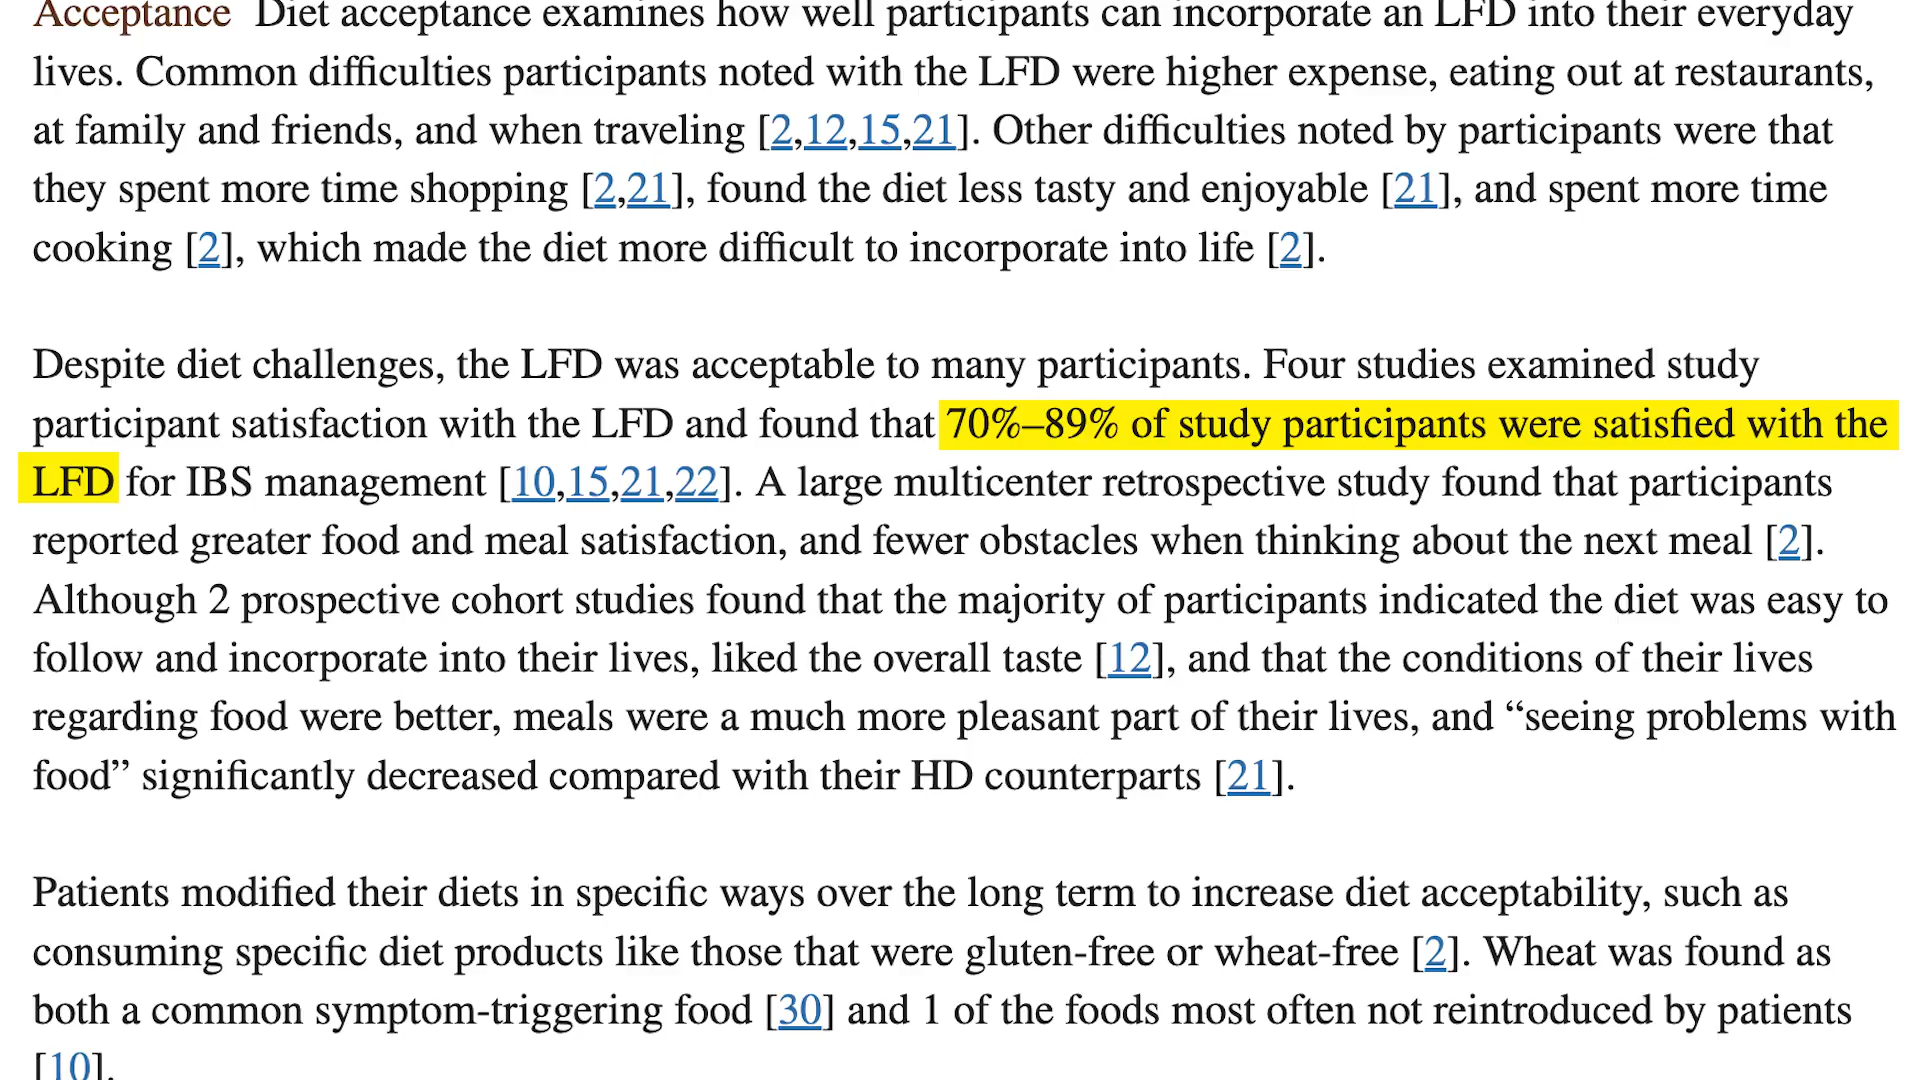 Acceptance Diet acceptance examines how well participants can incorporate an LFD into their everyday
lives. Common difficulties participants noted with the LFD were higher expense, eating out at restaurants,
at family and friends, and when traveling [2,12,15,21]. Other difficulties noted by participants were that
they spent more time shopping [2,21], found the diet less tasty and enjoyable [21], and spent more time
cooking [2], which made the diet more difficult to incorporate into life [2].
Despite diet challenges, the LFD was acceptable to many participants. Four studies examined study
participant satisfaction with the LFD and found that 70%–89% of study participants were satisfied with the
LFD for IBS management [10,15,21,22]. A large multicenter retrospective study found that participants
reported greater food and meal satisfaction, and fewer obstacles when thinking about the next meal [2].
Although 2 prospective cohort studies found that the majority of participants indicated the diet was easy to
follow and incorporate into their lives, liked the overall taste [12], and that the conditions of their lives
regarding food were better, meals were a much more pleasant part of their lives, and “seeing problems with
food” significantly decreased compared with their HD counterparts [21].
Patients modified their diets in specific ways over the long term to increase diet acceptability, such as
consuming specific diet products like those that were gluten-free or wheat-free [2]. Wheat was found as
both a common symptom-triggering food [30] and 1 of the foods most often not reintroduced by patients
[10].